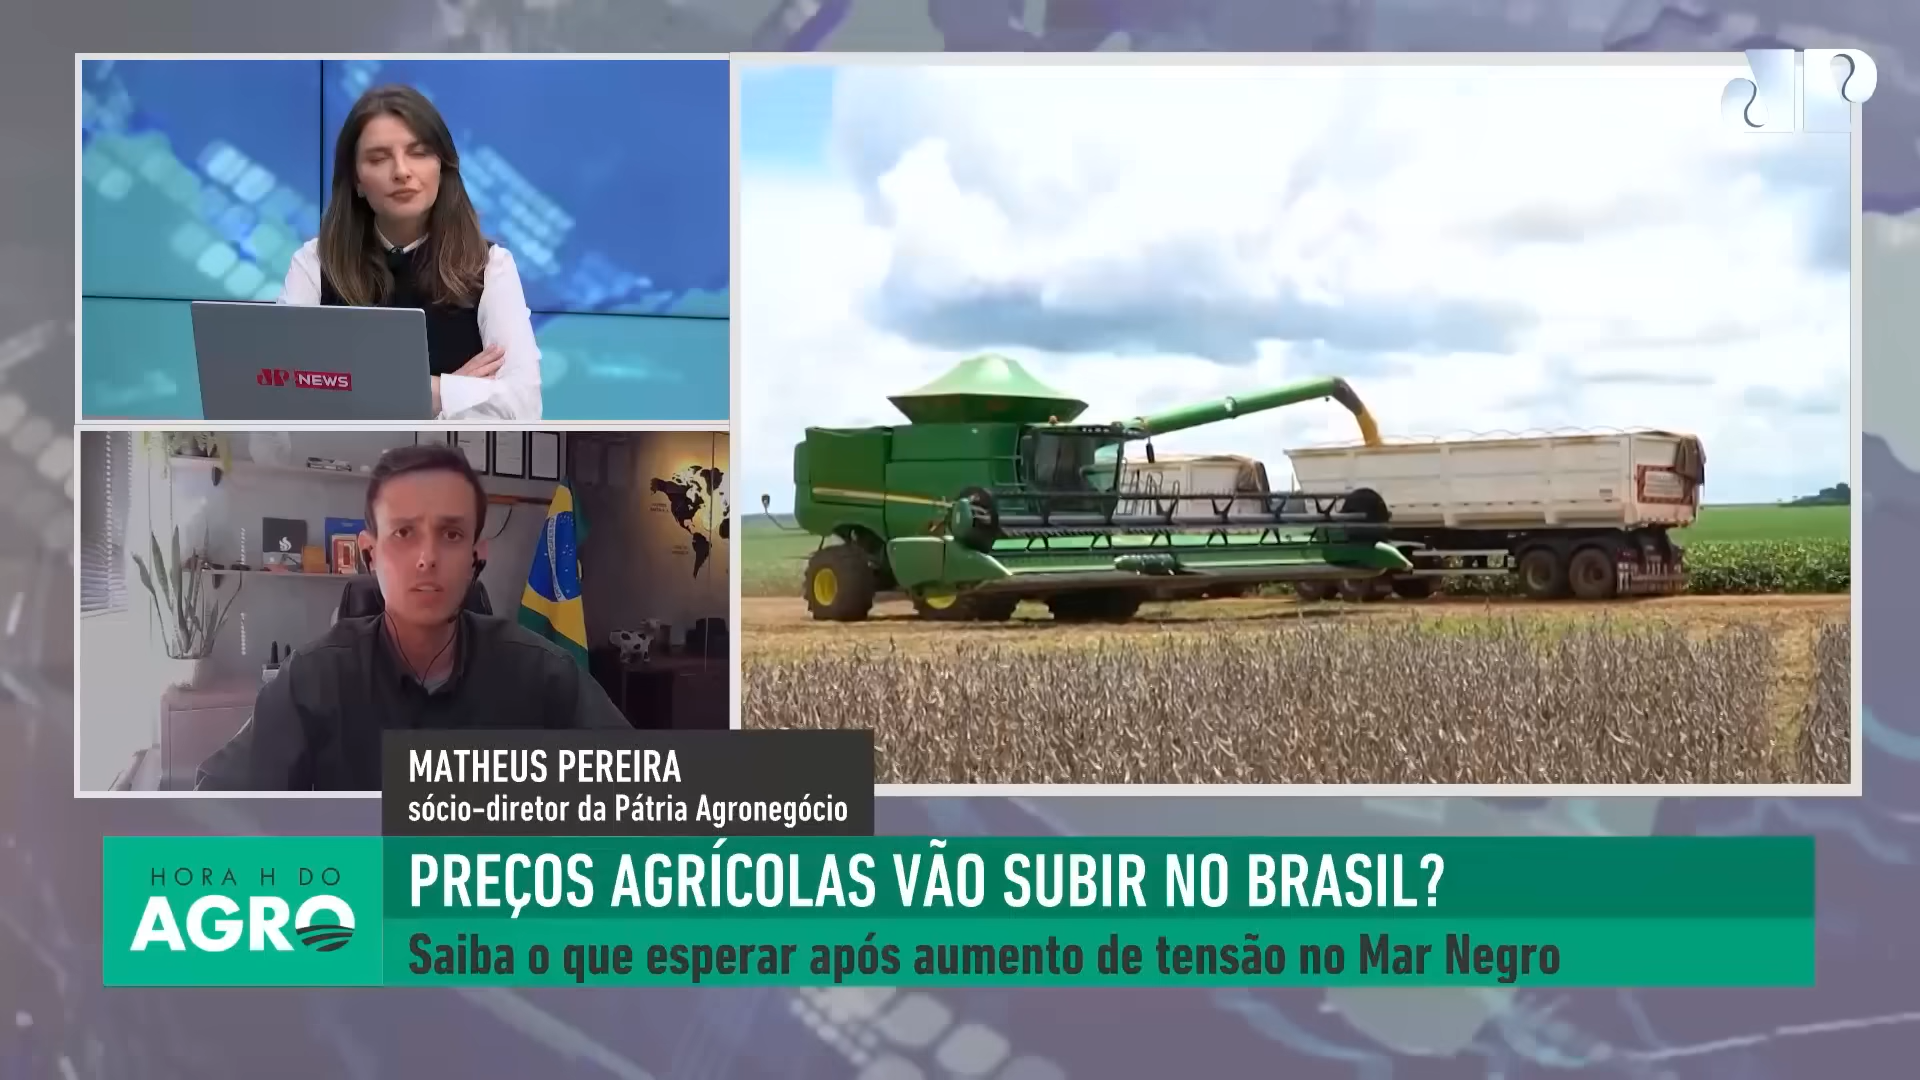 JP
JP NEWS
MATHEUS PEREIRA
sócio-diretor da Pátria Agronegócio
HORA H DO
AGRO
PREÇOS AGRÍCOLAS VÃO SUBIR NO BRASIL?
Saiba o que esperar após aumento de tensão no Mar Negro